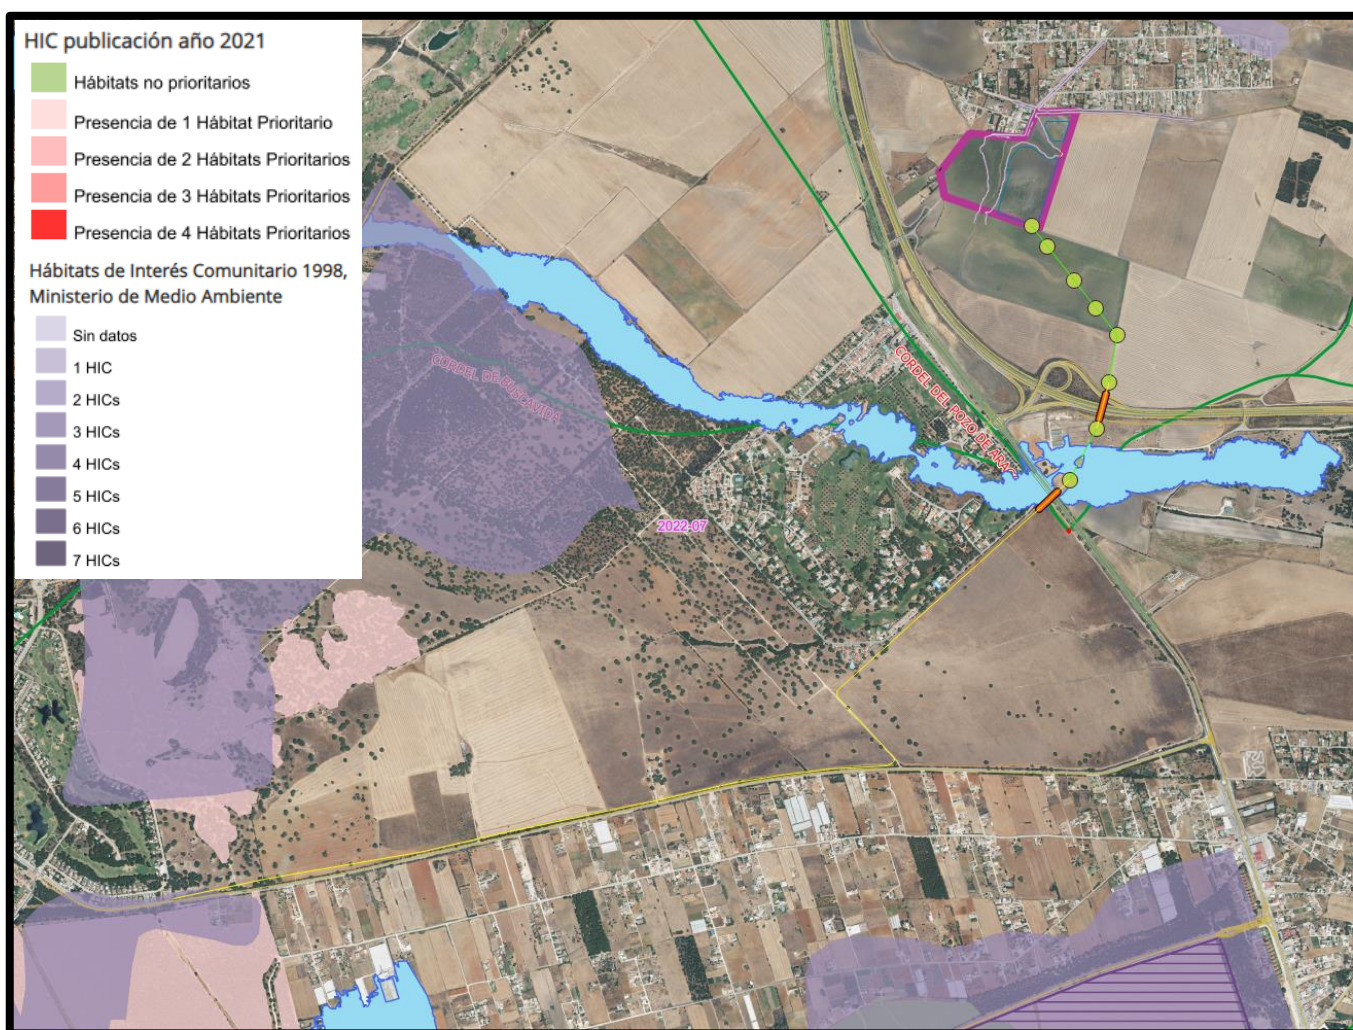 HIC publicación año 2021
Hábitats no prioritarios
Presencia de 1 Hábitat Prioritario
Presencia de 2 Hábitats Prioritarios
Presencia de 3 Hábitats Prioritarios
Presencia de 4 Hábitats Prioritarios
Hábitats de Interés Comunitario 1998,
Ministerio de Medio Ambiente
Sin datos
1 HIC
2 HICs
3 HICs
4 HICs
5 HICs
6 HICs
7 HICs
CORDEL DE BUSCAVIDA
CORDEL DEL POZO DE
2022-07